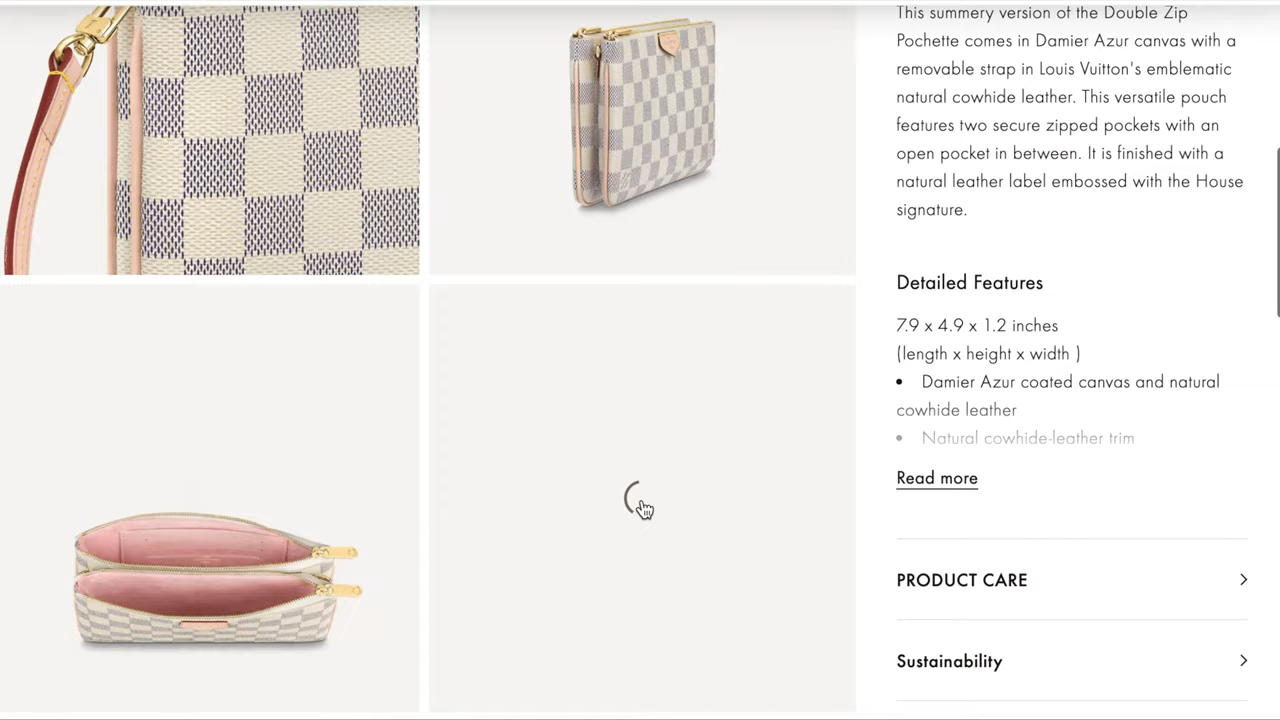 This summery version of the Double Zip
Pochette comes in Damier Azur canvas with a
removable strap in Louis Vuitton's emblematic
natural cowhide leather. This versatile pouch
features two secure zipped pockets with an
open pocket in between. It is finished with a
natural leather label embossed with the House
signature.
Detailed Features
7.9 x 4.9 x 1.2 inches
(length x height x width )
• Damier Azur coated canvas and natural
cowhide leather
• Natural cowhide-leather trim
Read more
PRODUCT CARE
Sustainability